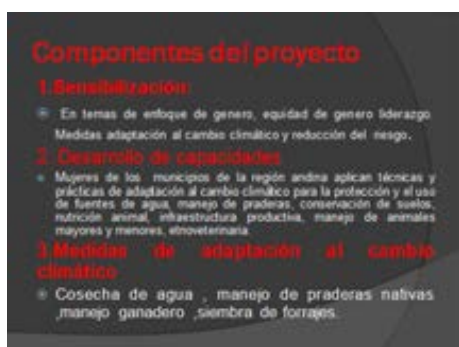 Componentes del proyecto
1.Sensibilización:
En temas de enfoque de genero, equidad de genero liderazgo.
Medidas adaptación al cambio climático y reducción del riesgo.
2. Desarrollo de capacidades
Mujeres de los municipios de la región andina aplican técnicas y
prácticas de adaptación al cambio climático para la protección y el uso
de fuentes de agua, manejo de praderas, conservación de suelos,
nutrición animal, infraestructura productiva, manejo de animales
mayores y menores, etnoveterinaria.
3.Medidas de adaptación al cambio
climático
Cosecha de agua , manejo de praderas nativas
,manejo ganadero ,siembra de forrajes.